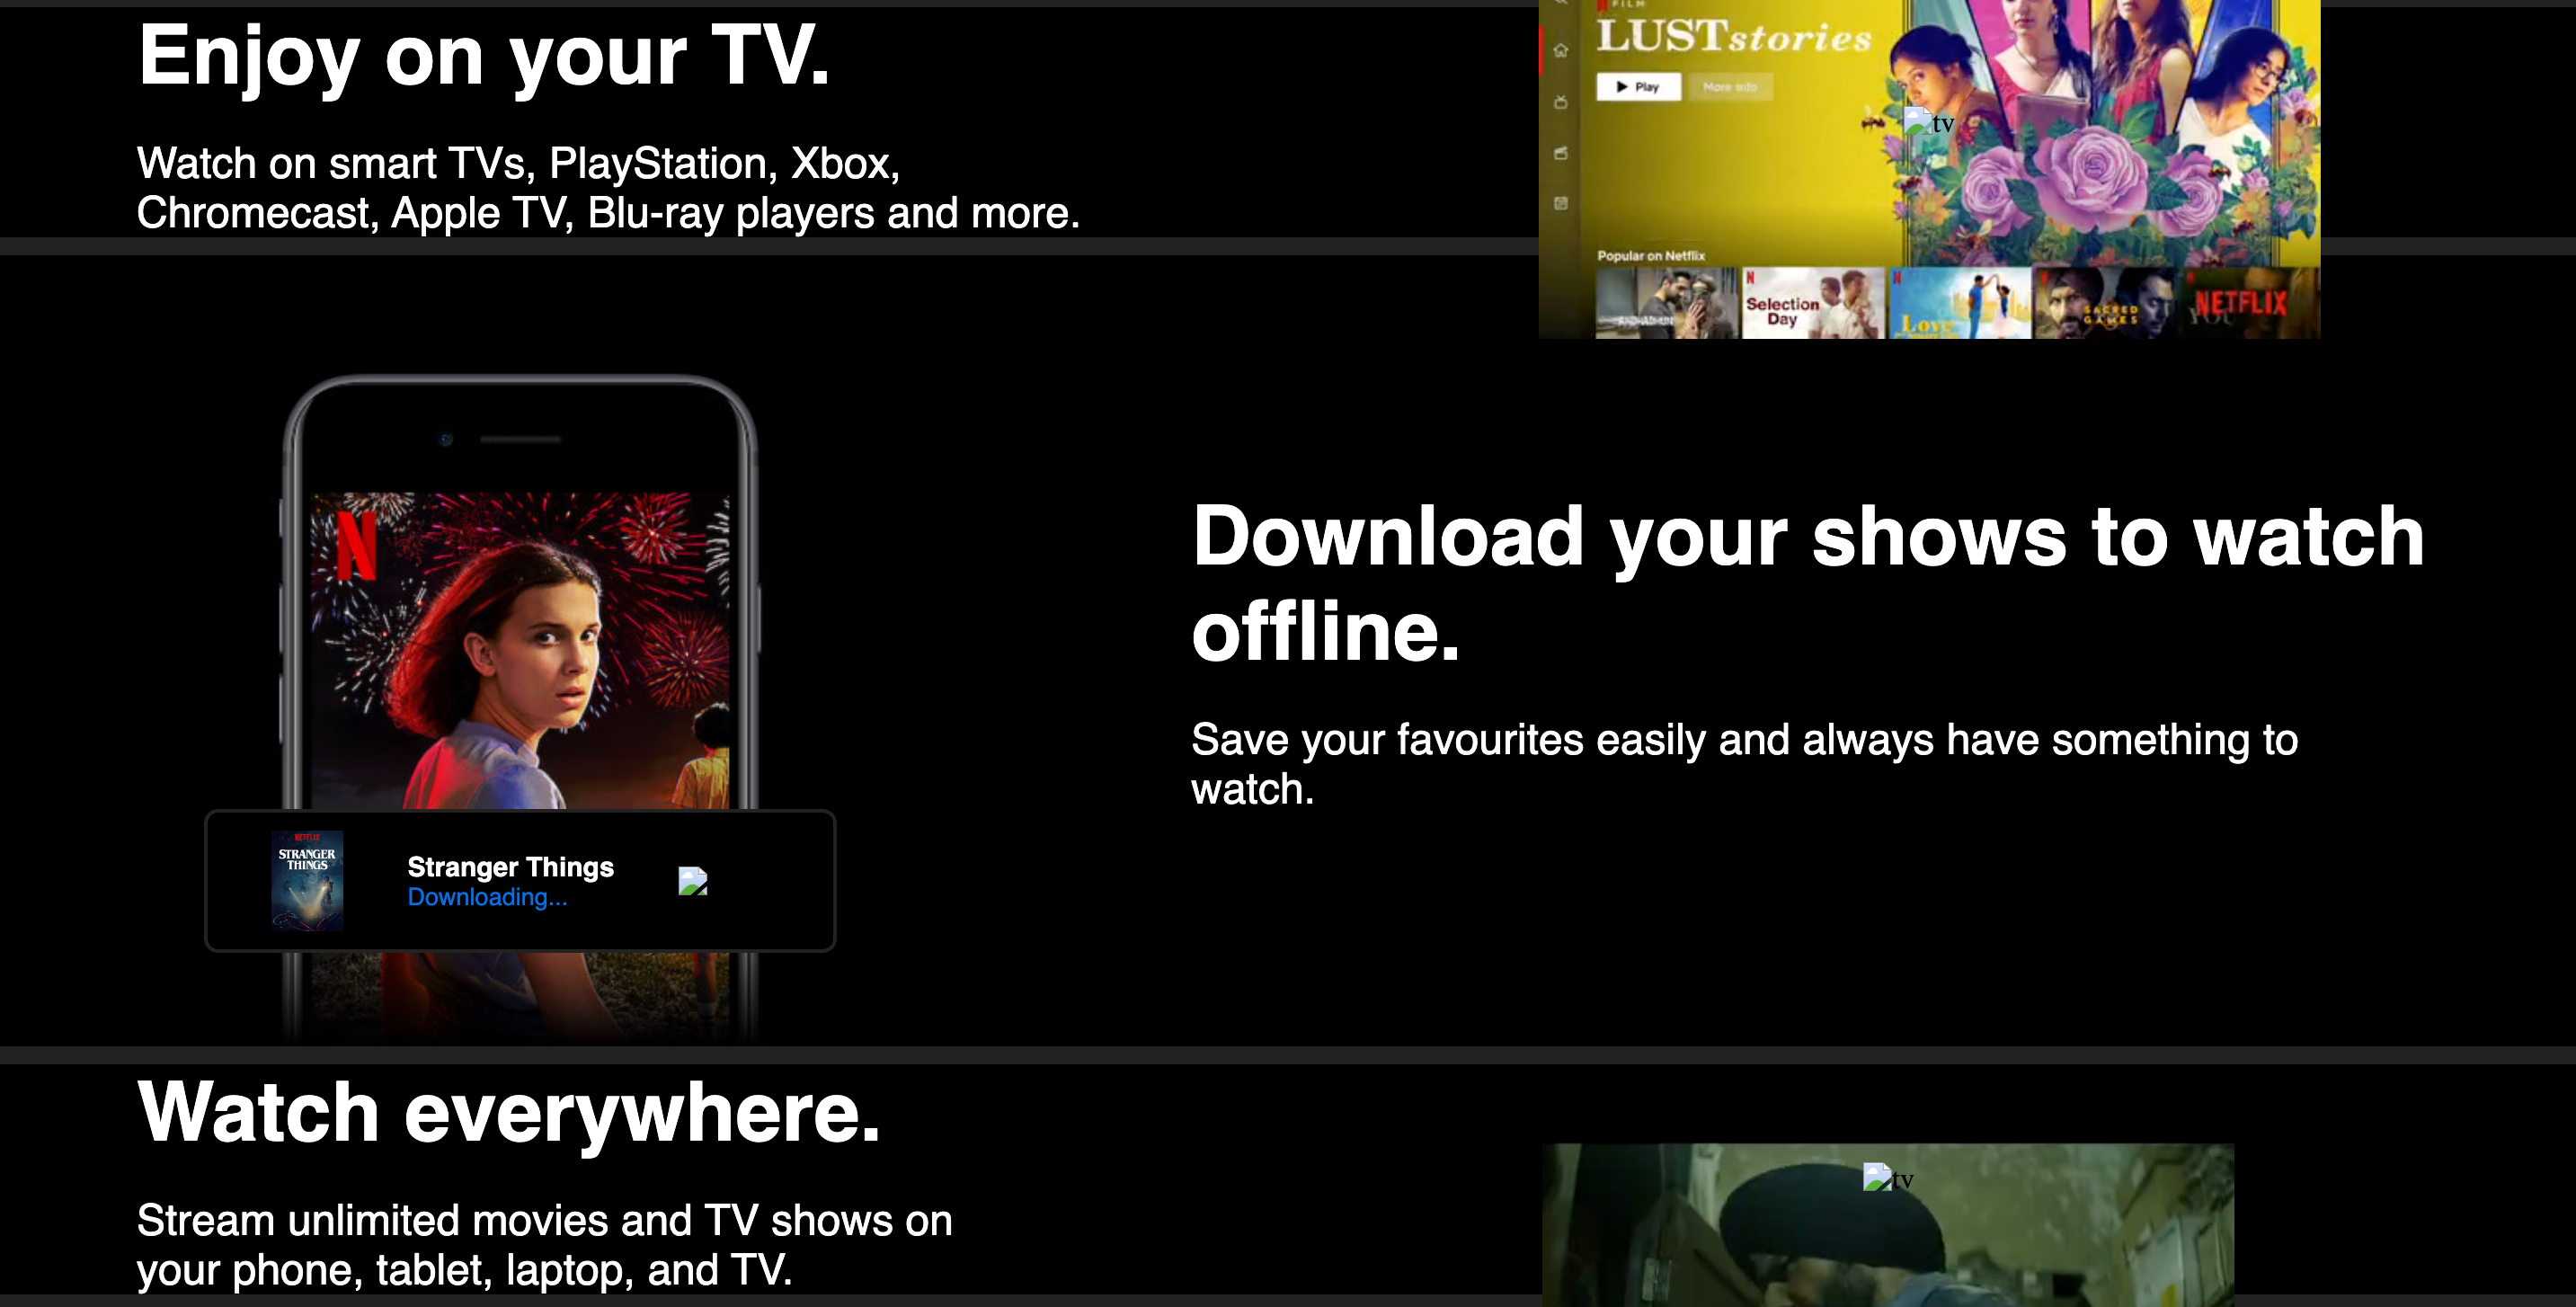 Enjoy on your TV.
Watch on smart TVs, PlayStation, Xbox,
Chromecast, Apple TV, Blu-ray players and more.
FILM
LUST stories
Play
More info
tv
Popular on Netflix
ANDHADHUN
Selection
Day
Love
SACRED
GAMES
NETFLIX
YOU
N
Download your shows to watch
offline.
Save your favourites easily and always have something to
watch.
NETFLIX
STRANGER
THINGS
Stranger Things
Downloading...
Watch everywhere.
Stream unlimited movies and TV shows on
your phone, tablet, laptop, and TV.
tv